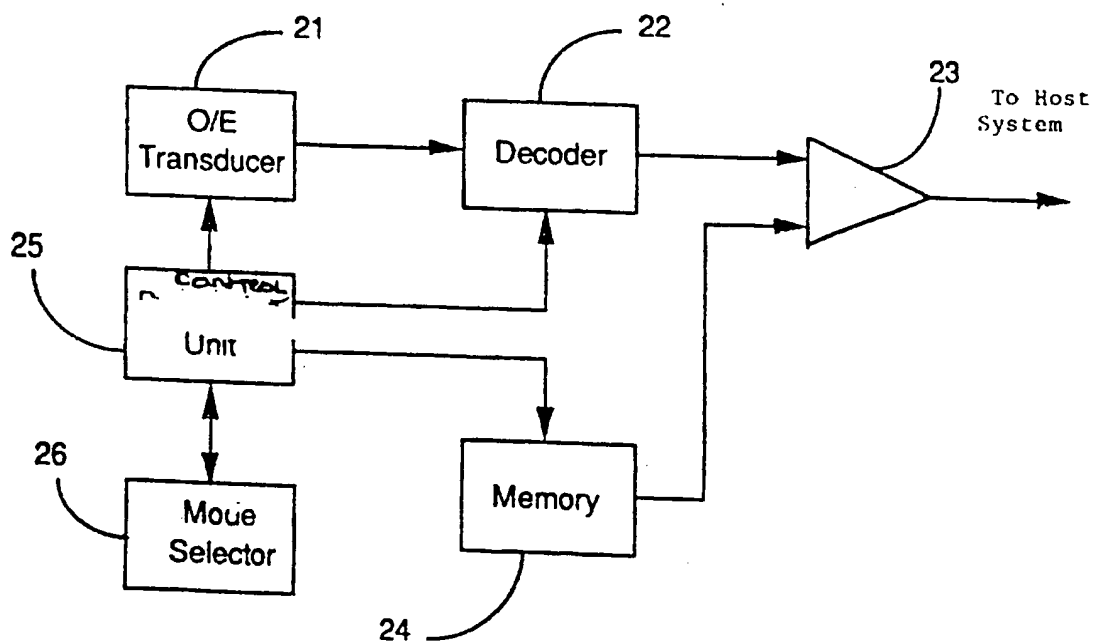 21
22
23
To Host
System
O/E
Transducer
Decoder
25
CONTROL
Unit
26
Moue
Selector
Memory
24